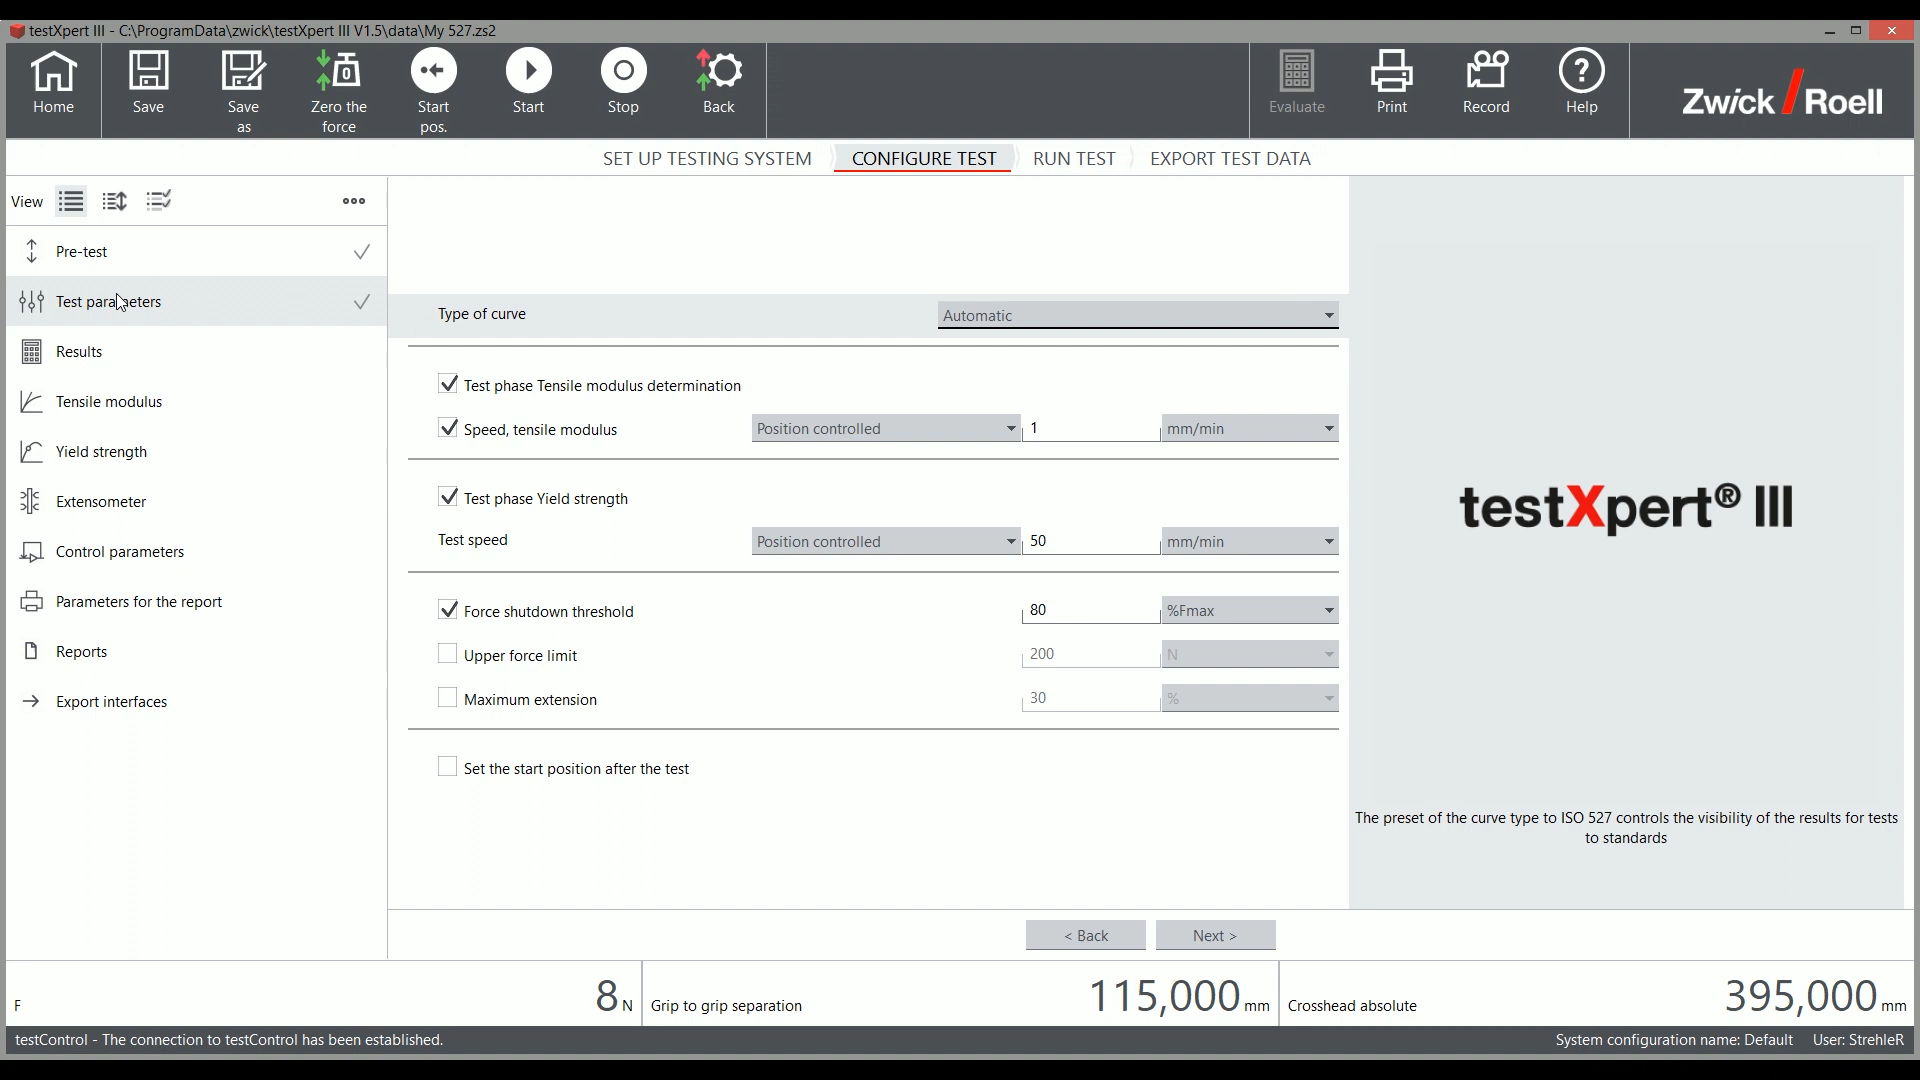 testXpert III - C:\ProgramData\zwick\testXpert III V1.5\data\My 527.zs2
Home
Save
Save as
Zero the force
Start pos.
Start
Stop
Back
Evaluate
Print
Record
Help
Zwick / Roell
SET UP TESTING SYSTEM
CONFIGURE TEST
RUN TEST
EXPORT TEST DATA
View
Pre-test
Test parameters
Results
Tensile modulus
Yield strength
Extensometer
Control parameters
Parameters for the report
Reports
Export interfaces
Type of curve Automatic
Test phase Tensile modulus determination
Speed, tensile modulus Position controlled 1 mm/min
Test phase Yield strength
Test speed Position controlled 50 mm/min
Force shutdown threshold 80 %Fmax
Upper force limit 200 N
Maximum extension 30 %
Set the start position after the test
testXpert® III
The preset of the curve type to ISO 527 controls the visibility of the results for tests
to standards
< Back Next >
F 8 N
Grip to grip separation 115,000 mm
Crosshead absolute 395,000 mm
testControl - The connection to testControl has been established.
System configuration name: Default User: StrehleR